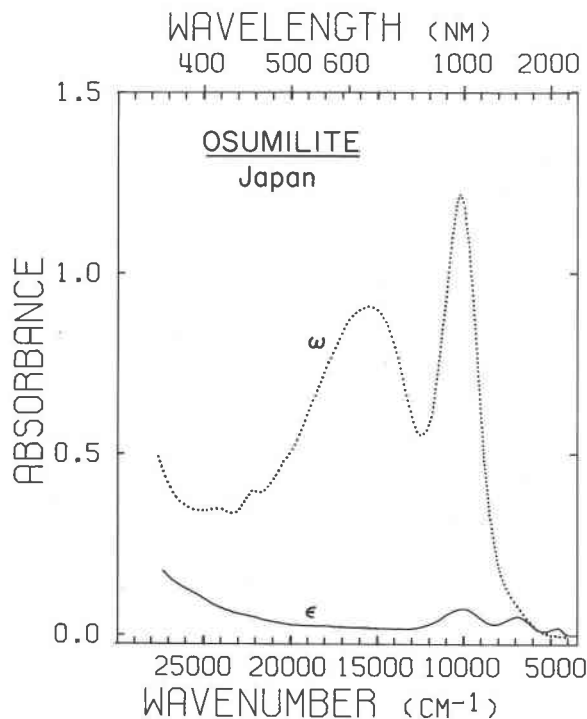 WAVELENGTH (NM)
400 500 600 1000 2000
1.5
OSUMILITE
Japan
1.0
ω
ABSORBANCE
0.5
ϵ
0.0
25000 20000 15000 10000 5000
WAVENUMBER (CM-1)